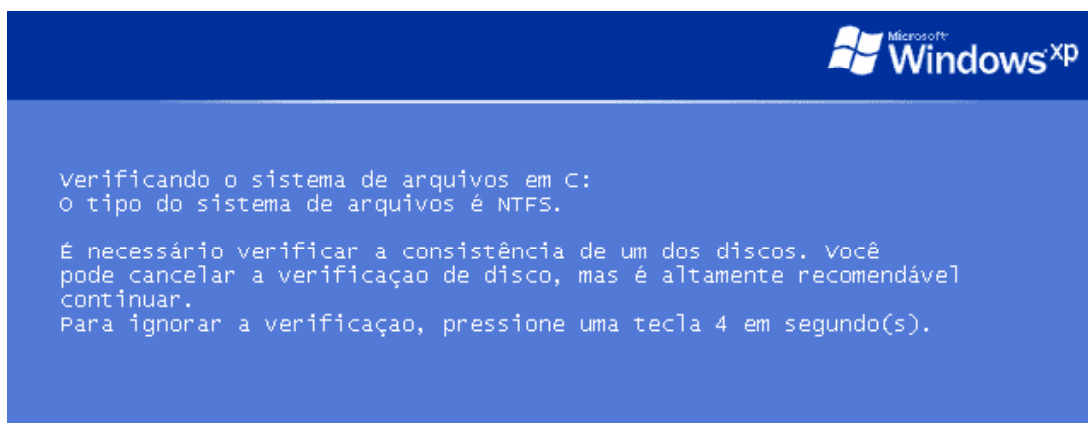 Microsoft
Windows xp
Verificando o sistema de arquivos em C:
O tipo do sistema de arquivos é NTFS.
É necessário verificar a consistência de um dos discos. Você
pode cancelar a verificaçao de disco, mas é altamente recomendável
continuar.
Para ignorar a verificaçao, pressione uma tecla 4 em segundo(s).